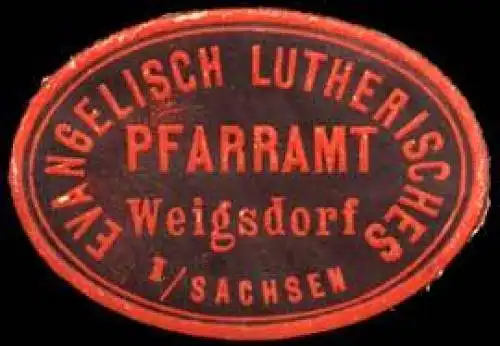 EVANGELISCH LUTHERISCHES
PFARRAMT
Weigsdorf
I/SACHSEN